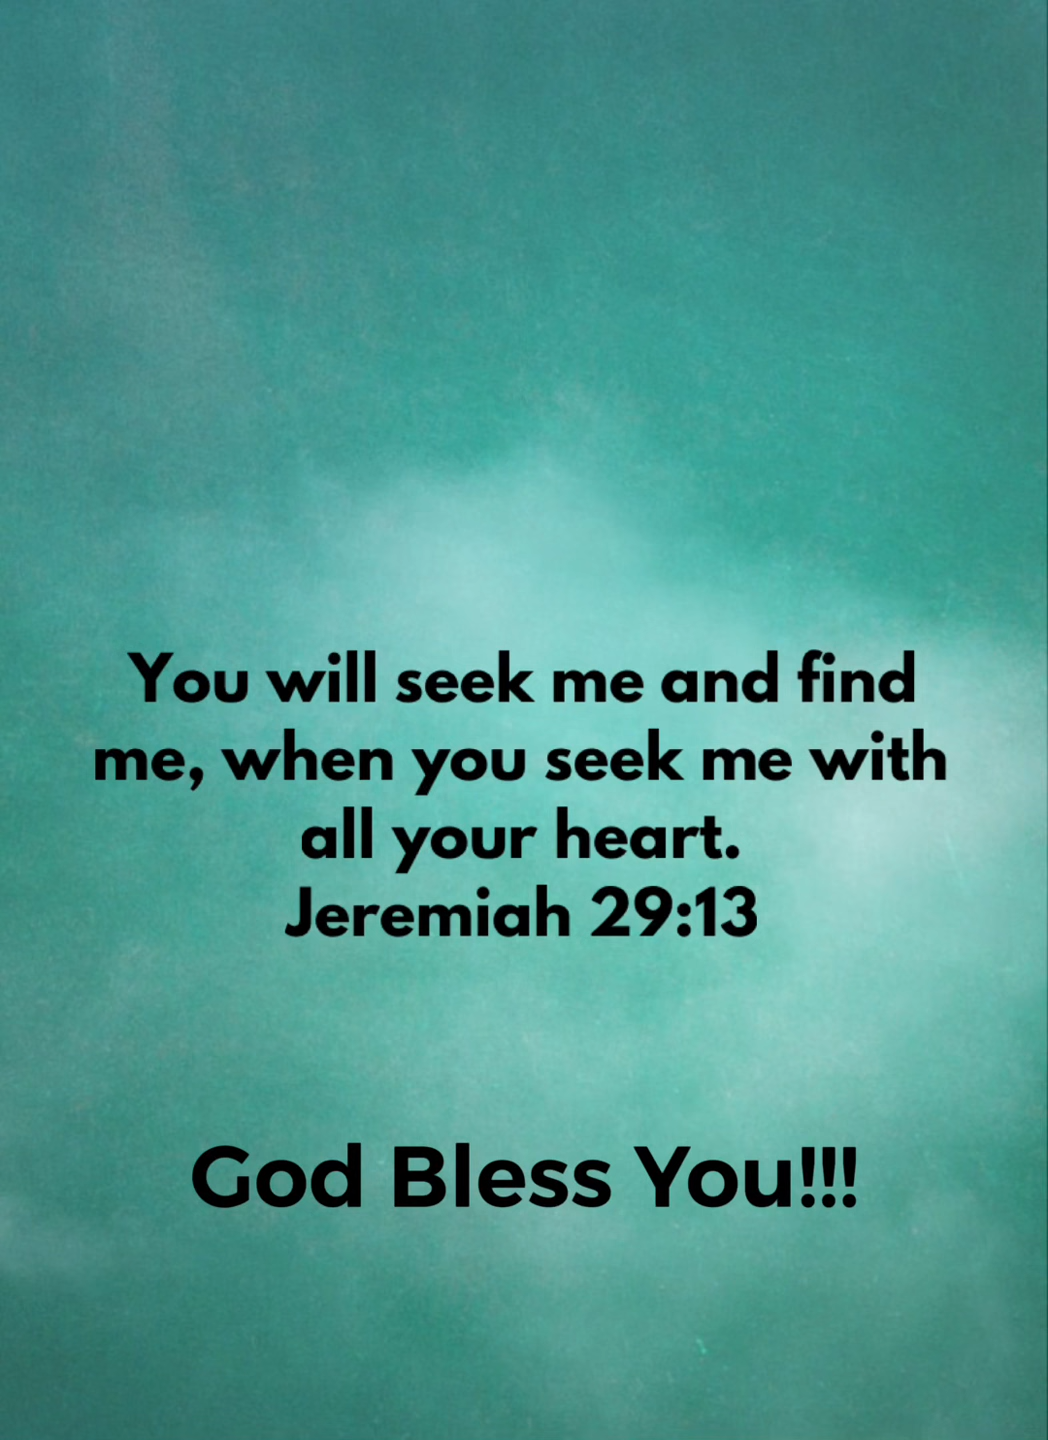 You will seek me and find
me, when you seek me with
all your heart.
Jeremiah 29:13
God Bless You!!!